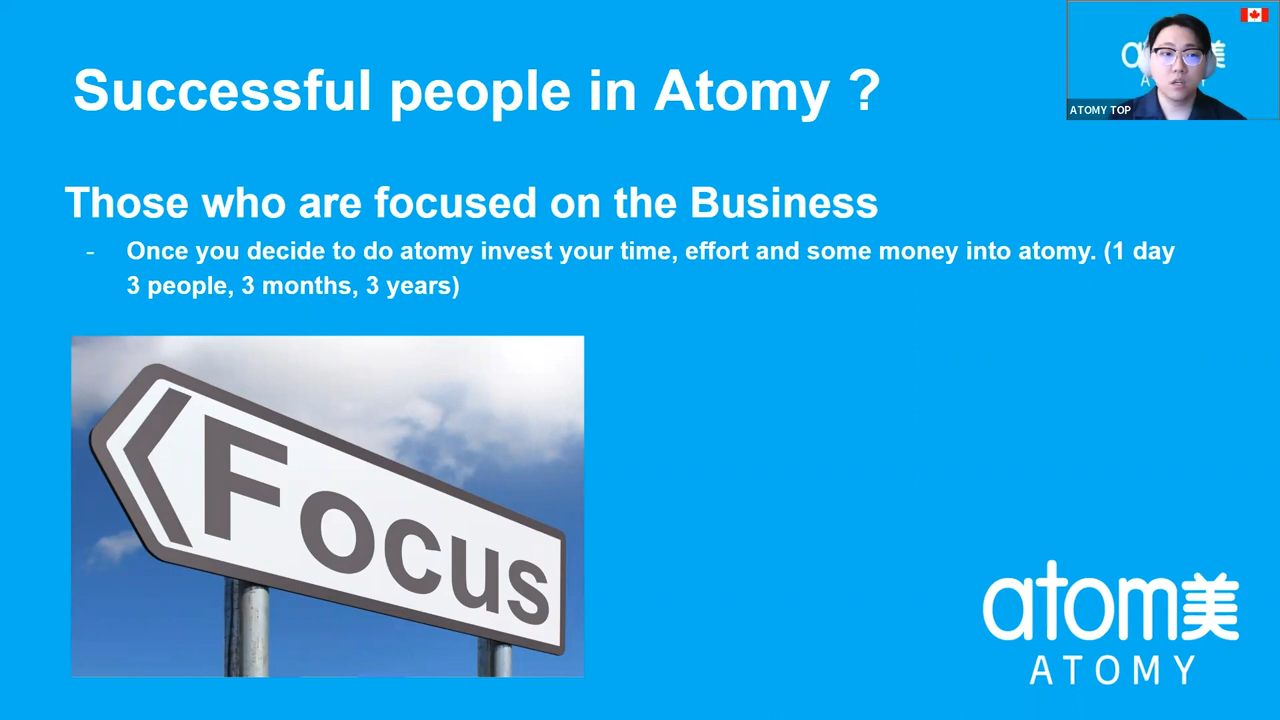 Successful people in Atomy ?
ATOMY TOP
Those who are focused on the Business
- Once you decide to do atomy invest your time, effort and some money into atomy. (1 day
3 people, 3 months, 3 years)
Focus
atom美
ATOMY